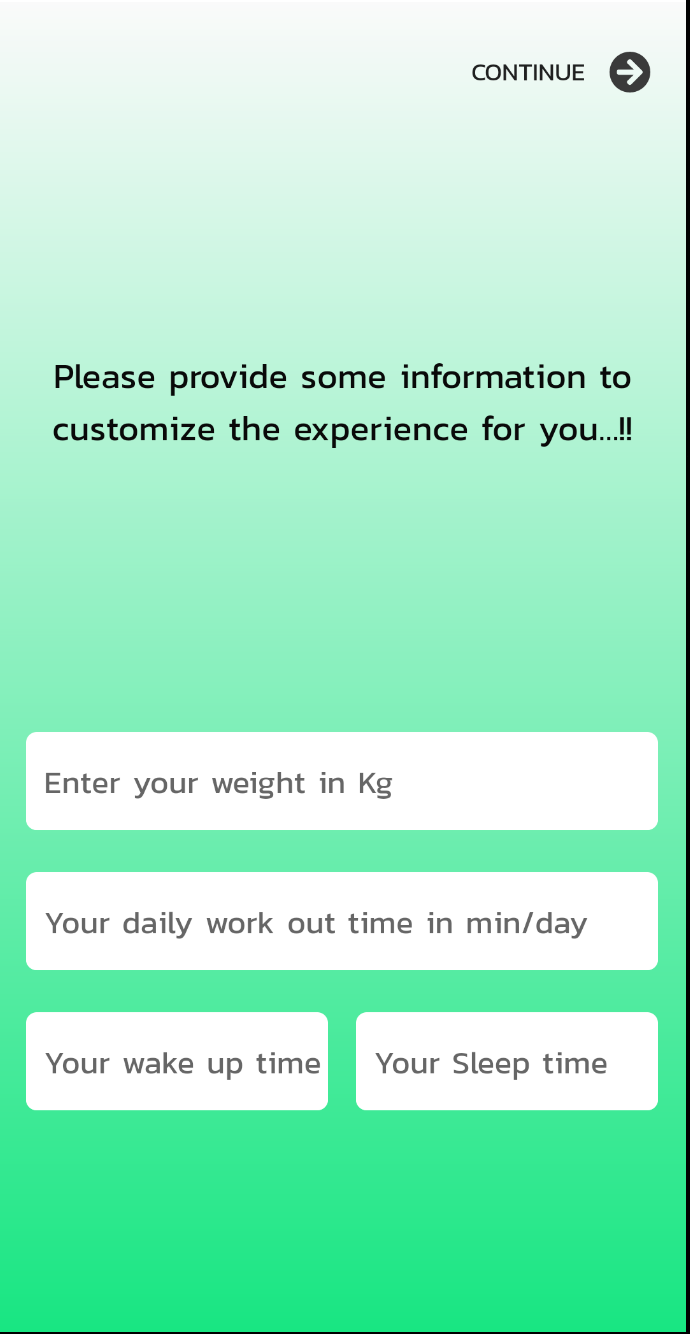 CONTINUE
Please provide some information to
customize the experience for you...!!
Enter your weight in Kg
Your daily work out time in min/day
Your wake up time
Your Sleep time